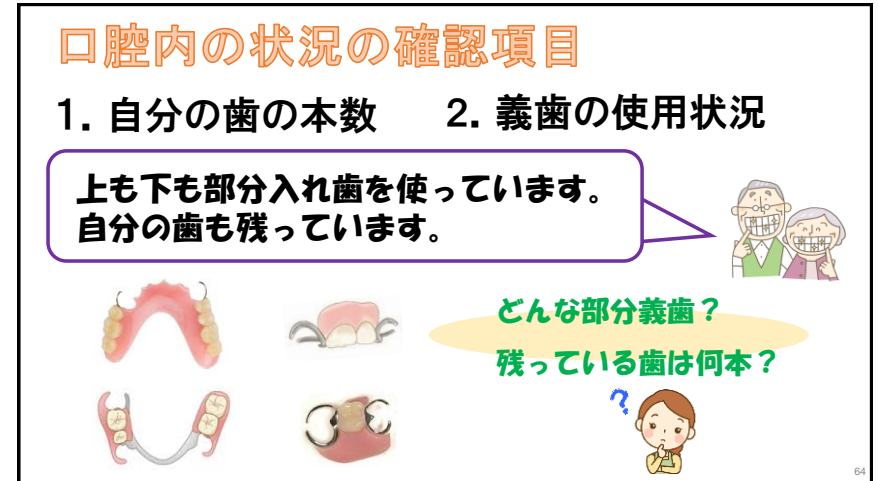 口腔内の状況の確認項目
1. 自分の歯の本数 2. 義歯の使用状況
上も下も部分入れ歯を使っています。
自分の歯も残っています。
どんな部分義歯？
残っている歯は何本？
?
64